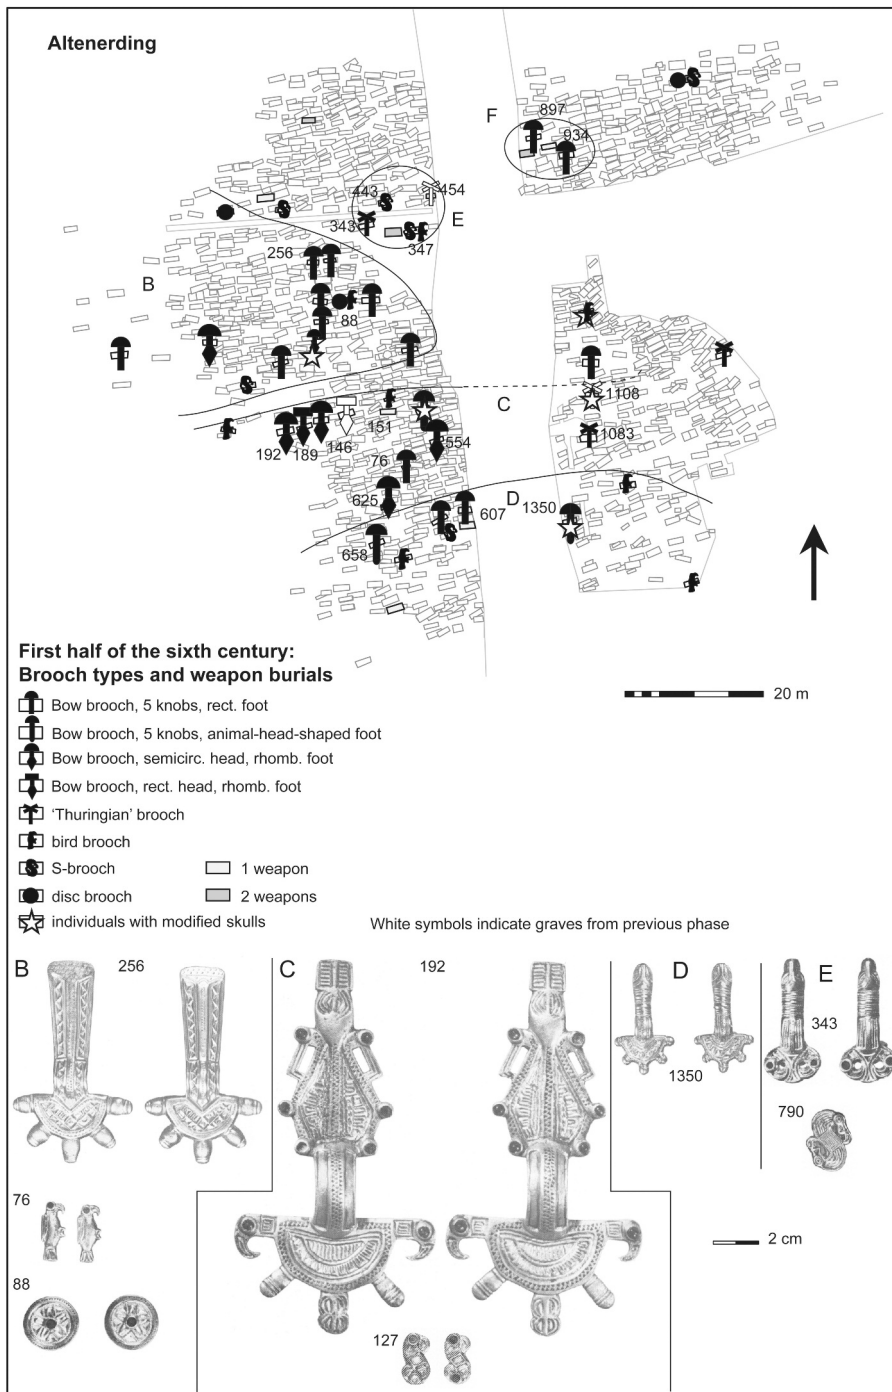 Altenerding
F
897
934
443
454
343
E
347
256
B
88
C
1108
151
146
1083
192
189
554
76
625
D
607
1350
658
First half of the sixth century:
Brooch types and weapon burials
20 m
Bow brooch, 5 knobs, rect. foot
Bow brooch, 5 knobs, animal-head-shaped foot
Bow brooch, semicirc. head, rhomb. foot
Bow brooch, rect. head, rhomb. foot
'Thuringian' brooch
bird brooch
S-brooch
1 weapon
disc brooch
2 weapons
individuals with modified skulls
White symbols indicate graves from previous phase
B
256
C
192
D
1350
E
343
790
76
2 cm
88
127